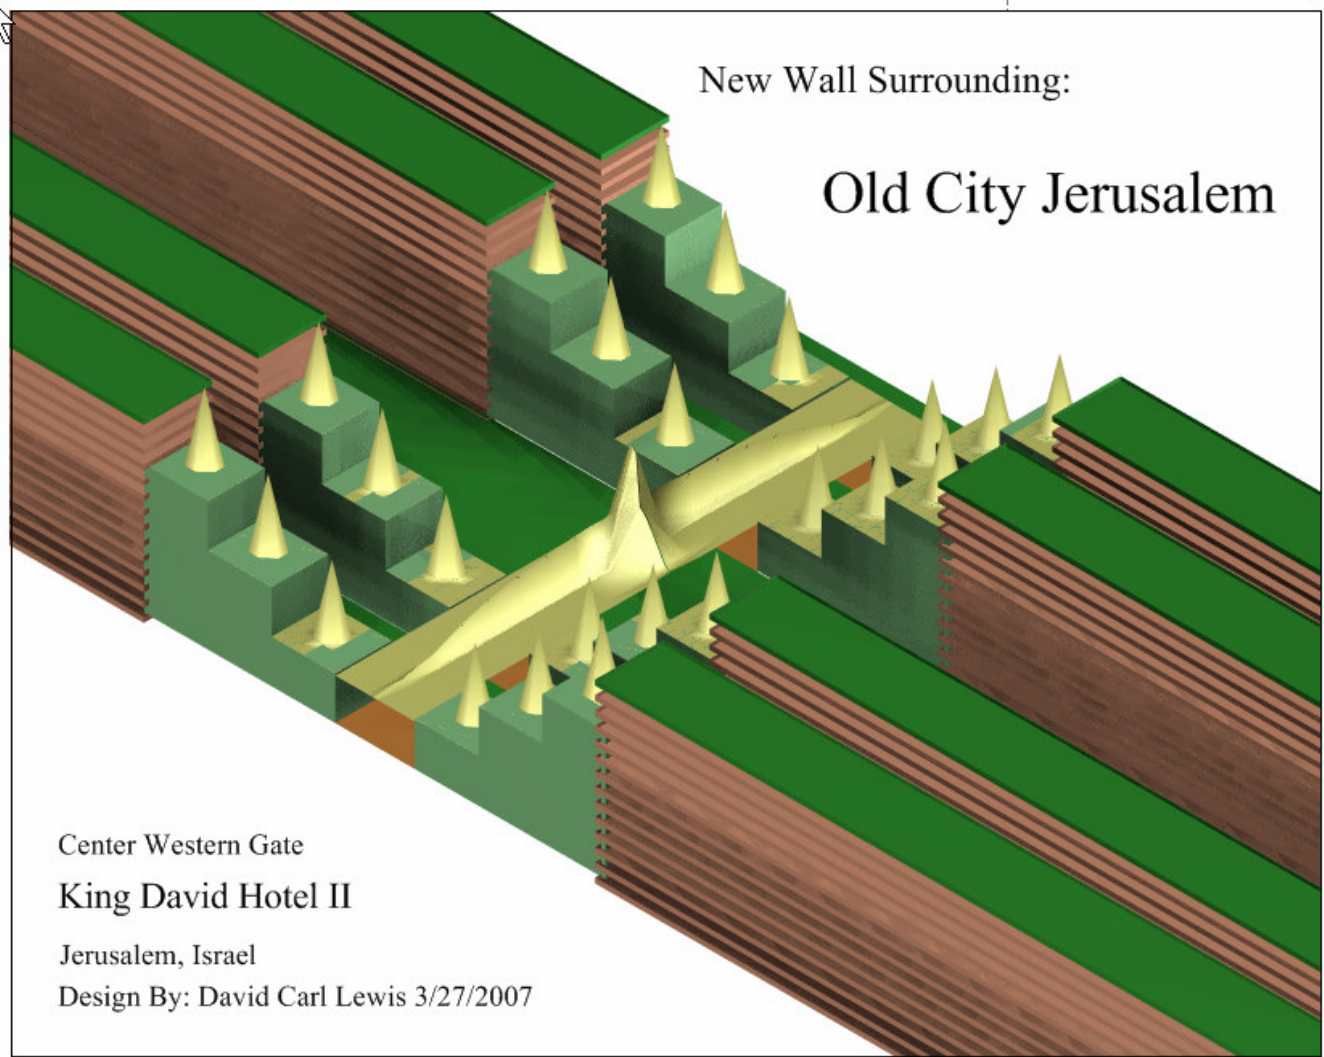 New Wall Surrounding:
Old City Jerusalem
Center Western Gate
King David Hotel II
Jerusalem, Israel
Design By: David Carl Lewis 3/27/2007